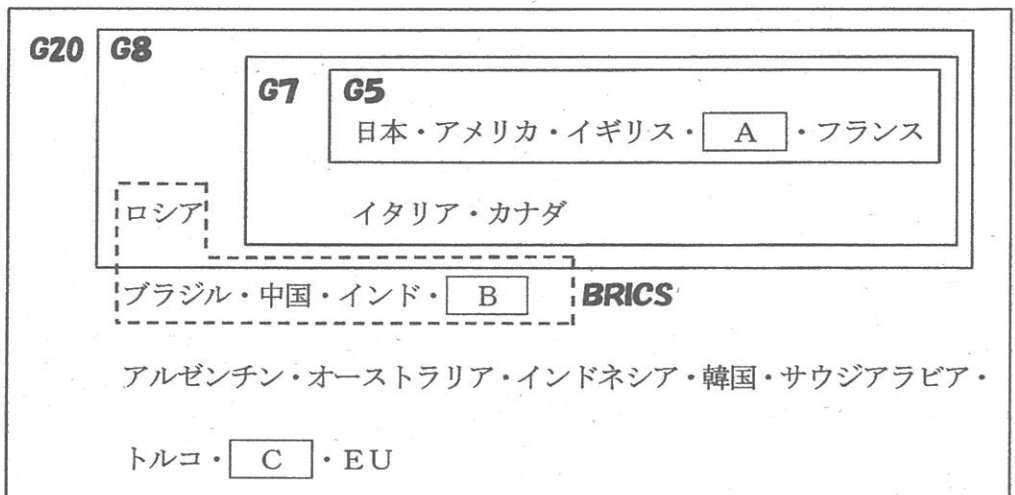 G20 G8
G7 G5
日本・アメリカ・イギリス・ A ・フランス
ロシア イタリア・カナダ
ブラジル・中国・インド・ B BRICS
アルゼンチン・オーストラリア・インドネシア・韓国・サウジアラビア・
トルコ・ C ・EU